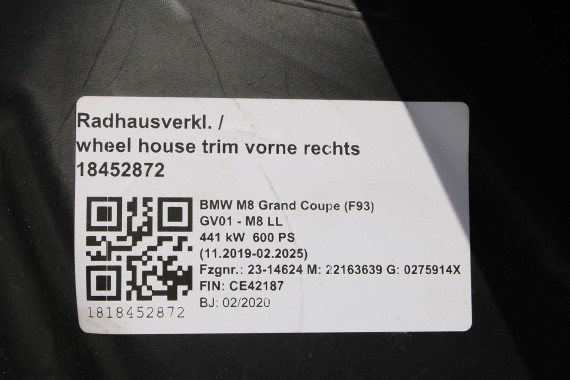 Radhausverkl. /
wheel house trim vorne rechts
18452872
BMW M8 Grand Coupe (F93)
GV01 - M8 LL
441 kW 600 PS
(11.2019-02.2025)
Fzgnr.: 23-14624 M: 22163639 G: 0275914X
FIN: CE42187
BJ: 02/2020
1818452872